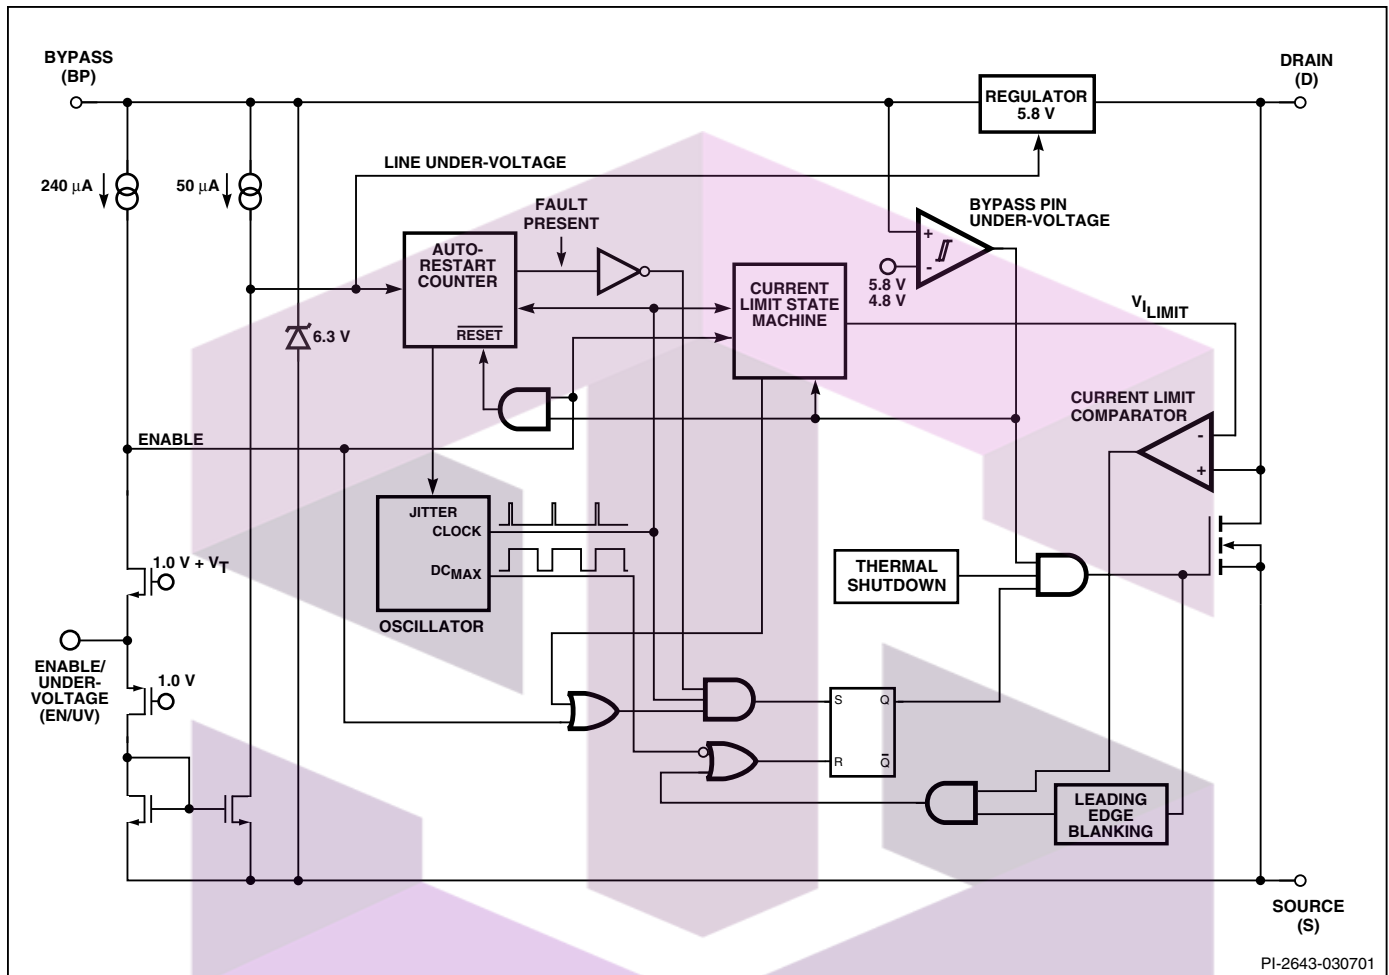 BYPASS
(BP)
DRAIN
(D)
REGULATOR
5.8 V
LINE UNDER-VOLTAGE
240 μA
50 μA
FAULT
PRESENT
BYPASS PIN
UNDER-VOLTAGE
AUTO-
RESTART
COUNTER
RESET
+
-
5.8 V
4.8 V
CURRENT
LIMIT STATE
MACHINE
VILIMIT
6.3 V
CURRENT LIMIT
COMPARATOR
-
+
ENABLE
JITTER
CLOCK
DCMAX
OSCILLATOR
1.0 V + VT
THERMAL
SHUTDOWN
ENABLE/
UNDER-
VOLTAGE
(EN/UV)
1.0 V
S Q
R Q
LEADING
EDGE
BLANKING
SOURCE
(S)
PI-2643-030701